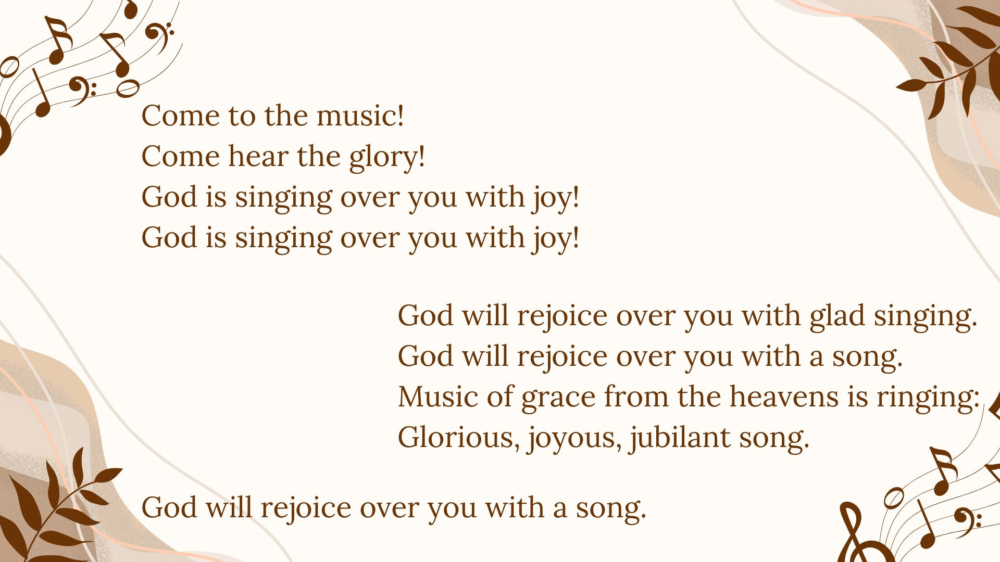 Come to the music!
Come hear the glory!
God is singing over you with joy!
God is singing over you with joy!
God will rejoice over you with glad singing.
God will rejoice over you with a song.
Music of grace from the heavens is ringing:
Glorious, joyous, jubilant song.
God will rejoice over you with a song.